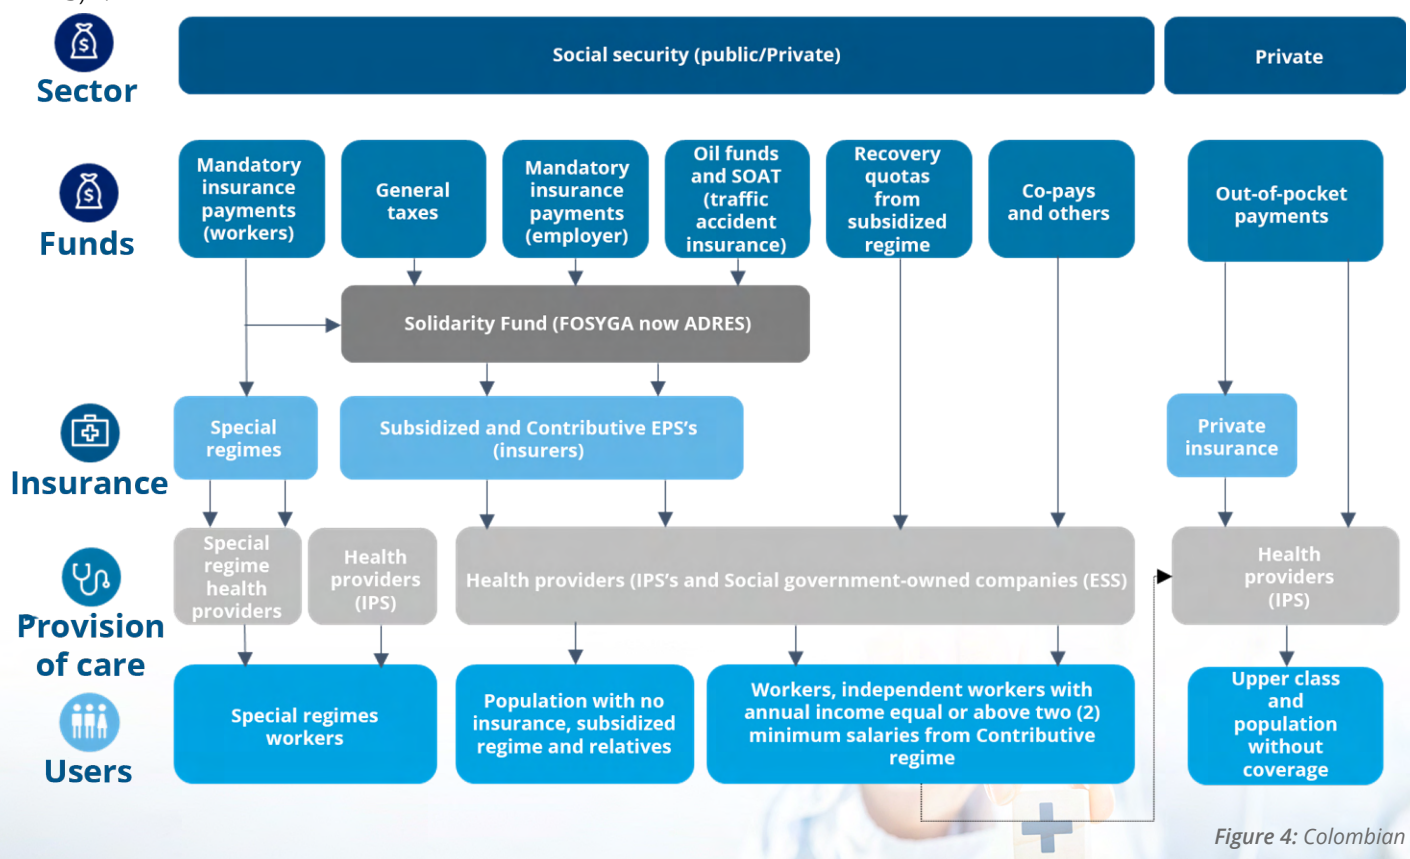 Sector
Social security (public/Private)
Private
Funds
Mandatory
insurance
payments
(workers)
General
taxes
Mandatory
insurance
payments
(employer)
Oil funds
and SOAT
(traffic
accident
insurance)
Recovery
quotas
from
subsidized
regime
Co-pays
and others
Out-of-pocket
payments
Solidarity Fund (FOSYGA now ADRES)
Insurance
Special
regimes
Subsidized and Contributive EPS’s
(insurers)
Private
insurance
Provision
of care
Special
regime
health
providers
Health
providers
(IPS)
Health providers (IPS’s and Social government-owned companies (ESS)
Health
providers
(IPS)
Users
Special regimes
workers
Population with no
insurance, subsidized
regime and relatives
Workers, independent workers with
annual income equal or above two (2)
minimum salaries from Contributive
regime
Upper class
and
population
without
coverage
Figure 4: Colombian